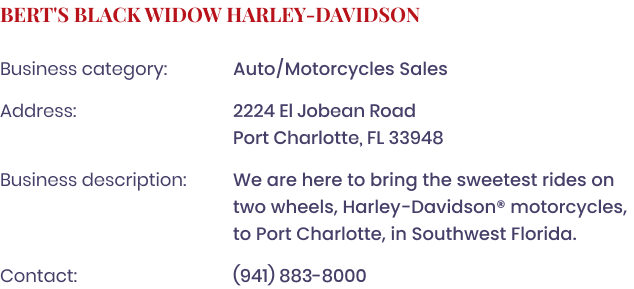 BERT'S BLACK WIDOW HARLEY-DAVIDSON
Business category: Auto/Motorcycles Sales
Address: 2224 El Jobean Road
Port Charlotte, FL 33948
Business description: We are here to bring the sweetest rides on
two wheels, Harley-Davidson® motorcycles,
to Port Charlotte, in Southwest Florida.
Contact: (941) 883-8000